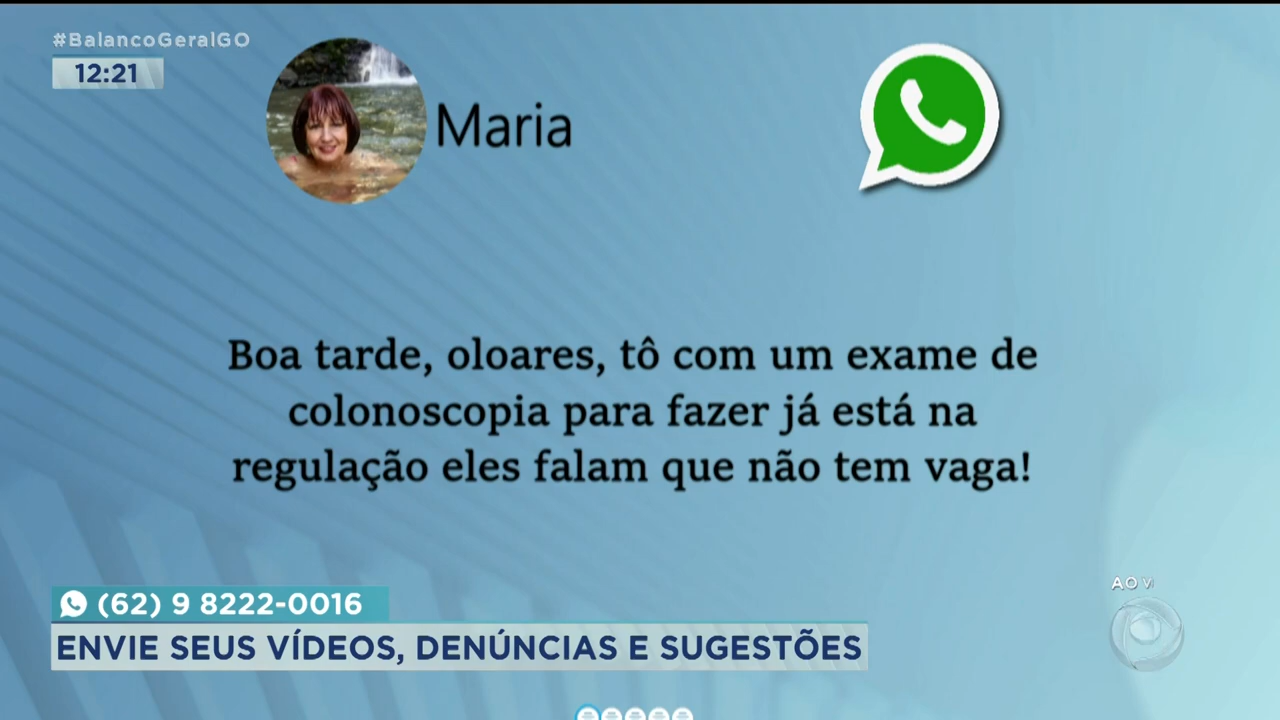 #BalancoGeralGO
12:21
Maria
Boa tarde, oloares, tô com um exame de
colonoscopia para fazer já está na
regulação eles falam que não tem vaga!
AO VI
(62) 9 8222-0016
ENVIE SEUS VÍDEOS, DENÚNCIAS E SUGESTÕES